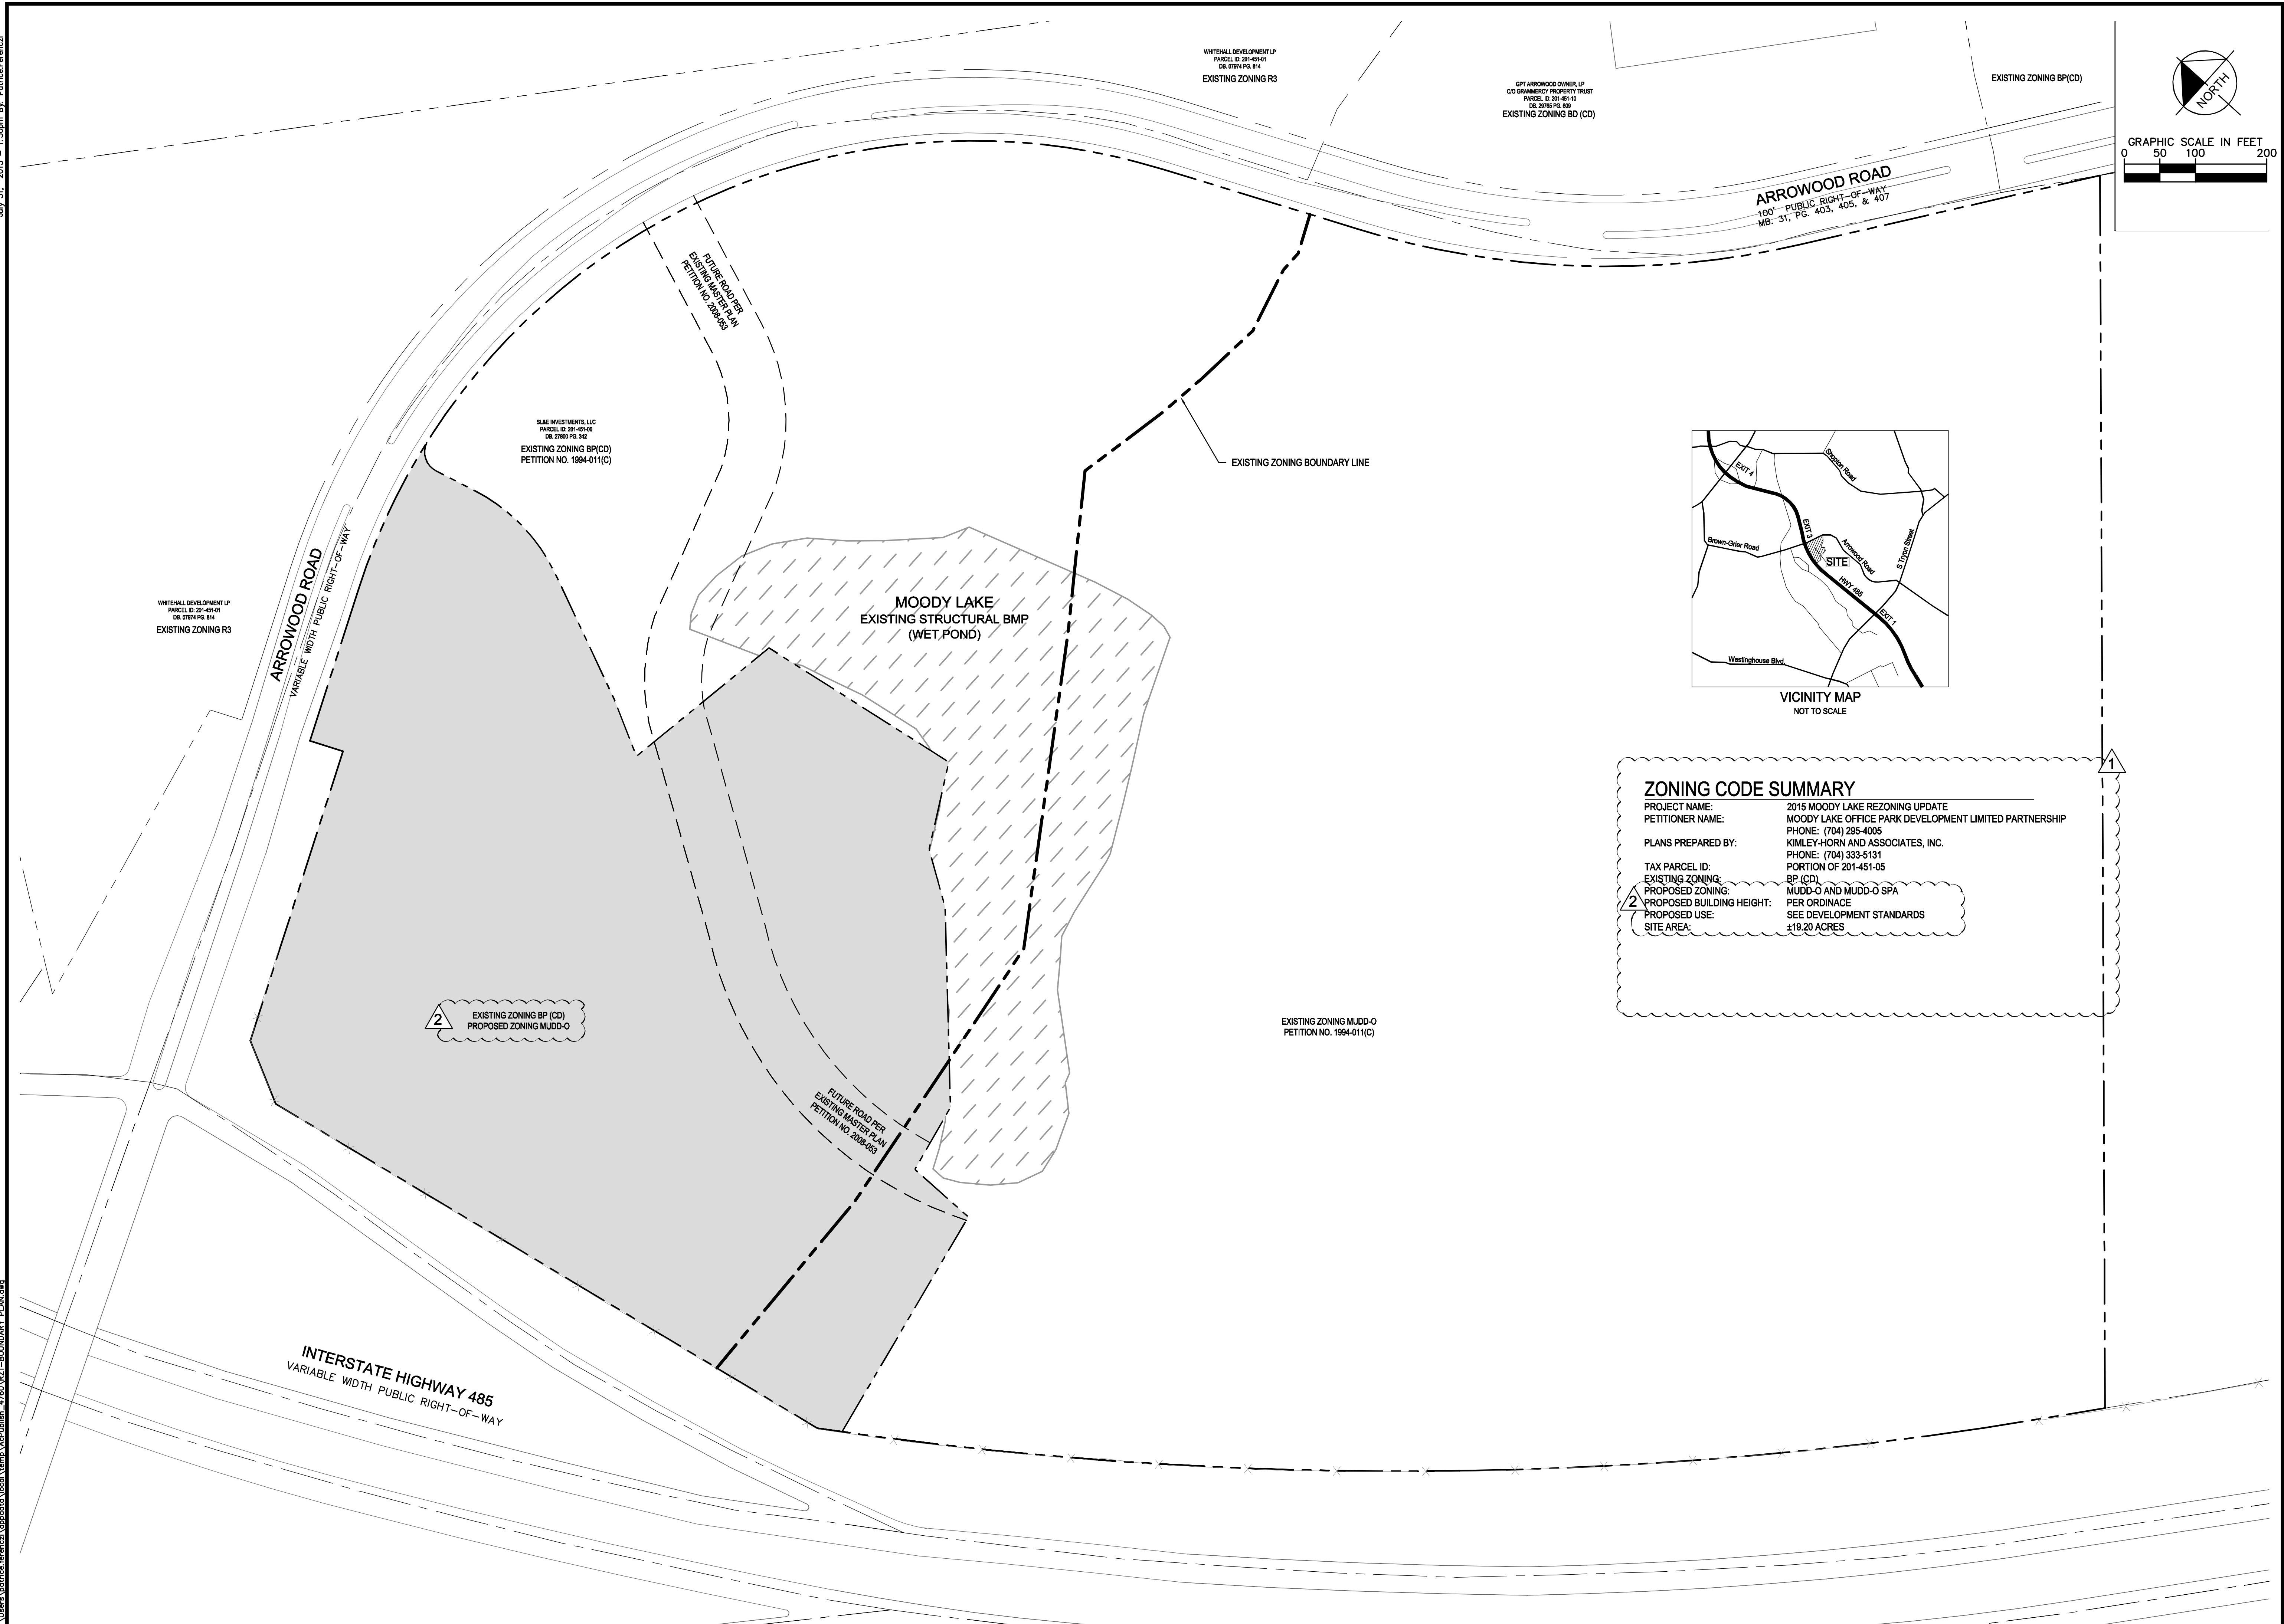 WHITEHALL DEVELOPMENT LP
PARCEL ID: 201-451-01
DB. 07974 PG. 814
EXISTING ZONING R3
GPT ARROWOOD OWNER, LP
C/O GRAMMERCY PROPERTY TRUST
PARCEL ID: 201-451-10
DB. 29765 PG. 609
EXISTING ZONING BD (CD)
EXISTING ZONING BP(CD)
NORTH
GRAPHIC SCALE IN FEET
0 50 100 200
ARROWOOD ROAD
100' PUBLIC RIGHT-OF-WAY
MB. 31, PG. 403, 405, & 407
FUTURE ROAD PER
EXISTING MASTER PLAN
PETITION NO. 2008-053
SL&E INVESTMENTS, LLC
PARCEL ID: 201-451-06
DB. 27800 PG. 342
EXISTING ZONING BP(CD)
PETITION NO. 1994-011(C)
EXISTING ZONING BOUNDARY LINE
EXIT 4
Shopton Road
EXIT 3
Brown-Grier Road
Arrowood Road
S Tryon Street
SITE
HWY 485
EXIT 1
Westinghouse Blvd.
VICINITY MAP
NOT TO SCALE
WHITEHALL DEVELOPMENT LP
PARCEL ID: 201-451-01
DB. 07974 PG. 814
EXISTING ZONING R3
ARROWOOD ROAD
VARIABLE WIDTH PUBLIC RIGHT-OF-WAY
MOODY LAKE
EXISTING STRUCTURAL BMP
(WET POND)
1
ZONING CODE SUMMARY
PROJECT NAME: 2015 MOODY LAKE REZONING UPDATE
PETITIONER NAME: MOODY LAKE OFFICE PARK DEVELOPMENT LIMITED PARTNERSHIP
PHONE: (704) 295-4005
PLANS PREPARED BY: KIMLEY-HORN AND ASSOCIATES, INC.
PHONE: (704) 333-5131
TAX PARCEL ID: PORTION OF 201-451-05
EXISTING ZONING: BP (CD)
PROPOSED ZONING: MUDD-O AND MUDD-O SPA
2
PROPOSED BUILDING HEIGHT: PER ORDINACE
PROPOSED USE: SEE DEVELOPMENT STANDARDS
SITE AREA: ±19.20 ACRES
2
EXISTING ZONING BP (CD)
PROPOSED ZONING MUDD-O
EXISTING ZONING MUDD-O
PETITION NO. 1994-011(C)
FUTURE ROAD PER
EXISTING MASTER PLAN
PETITION NO. 2008-053
INTERSTATE HIGHWAY 485
VARIABLE WIDTH PUBLIC RIGHT-OF-WAY